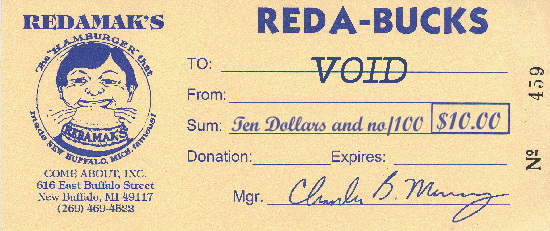 REDAMAK'S
The "HAMBURGER" that
made NEW BUFFALO, MICH. famous!
REDAMAK'S
COME ABOUT, INC.
616 East Buffalo Street
New Buffalo, MI 49117
(269) 469-4522
REDA-BUCKS
TO: VOID
From:
Sum: Ten Dollars and no/100 $10.00
Donation: Expires:
Mgr.
Nº 459